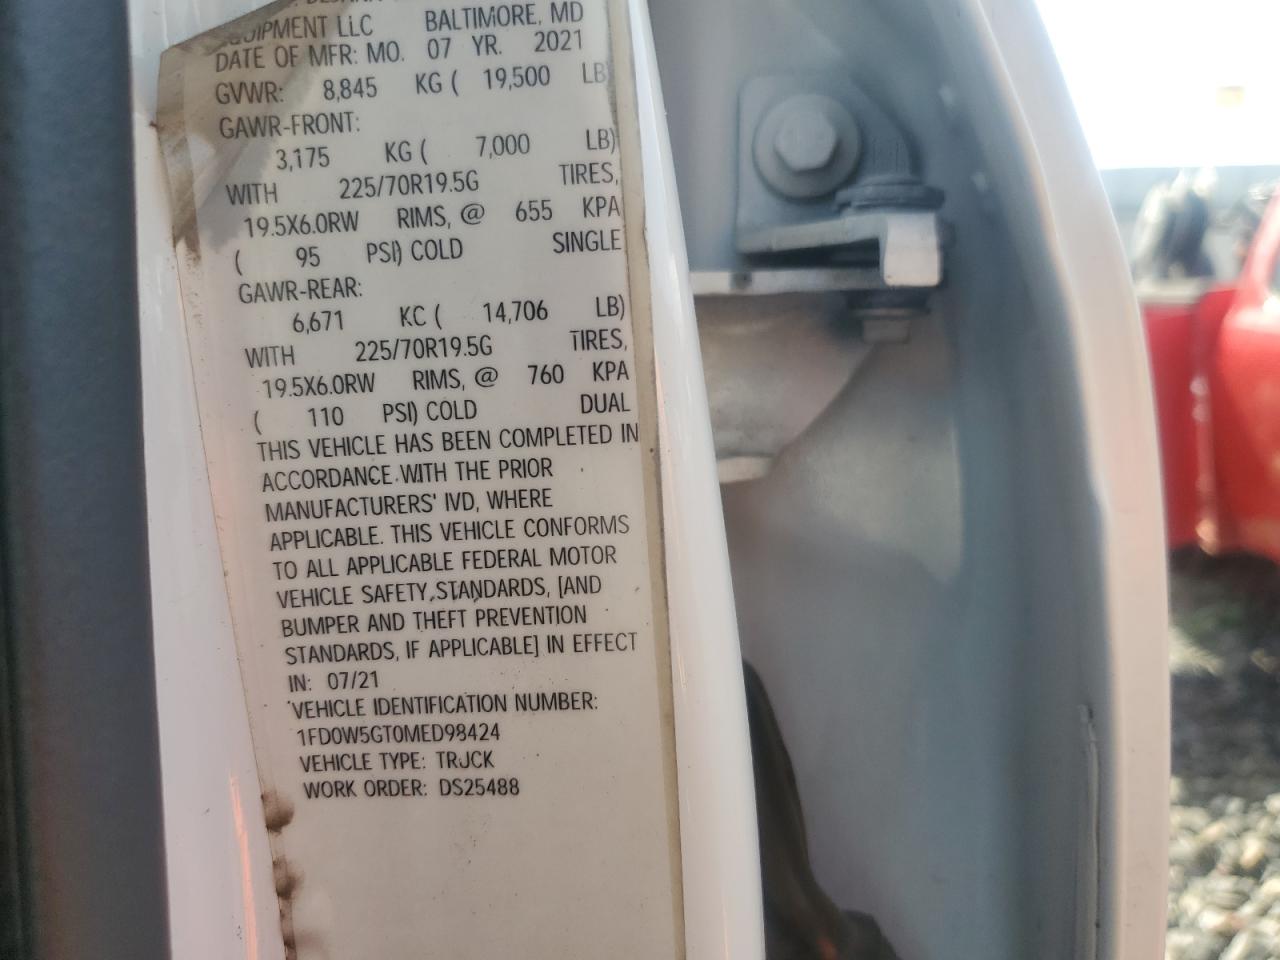 EQUIPMENT LLC BALTIMORE, MD
DATE OF MFR: MO. 07 YR. 2021
GVWR: 8,845 KG ( 19,500 LB
GAWR-FRONT:
3,175 KG ( 7,000 LB)
WITH 225/70R19.5G TIRES,
19.5X6.0RW RIMS, @ 655 KPA
( 95 PSI) COLD SINGLE
GAWR-REAR:
6,671 KC ( 14,706 LB)
WITH 225/70R19.5G TIRES,
19.5X6.0RW RIMS, @ 760 KPA
( 110 PSI) COLD DUAL
THIS VEHICLE HAS BEEN COMPLETED IN
ACCORDANCE WITH THE PRIOR
MANUFACTURERS' IVD, WHERE
APPLICABLE. THIS VEHICLE CONFORMS
TO ALL APPLICABLE FEDERAL MOTOR
VEHICLE SAFETY STANDARDS, [AND
BUMPER AND THEFT PREVENTION
STANDARDS, IF APPLICABLE] IN EFFECT
IN: 07/21
VEHICLE IDENTIFICATION NUMBER:
1FD0W5GT0MED98424
VEHICLE TYPE: TRUCK
WORK ORDER: DS25488